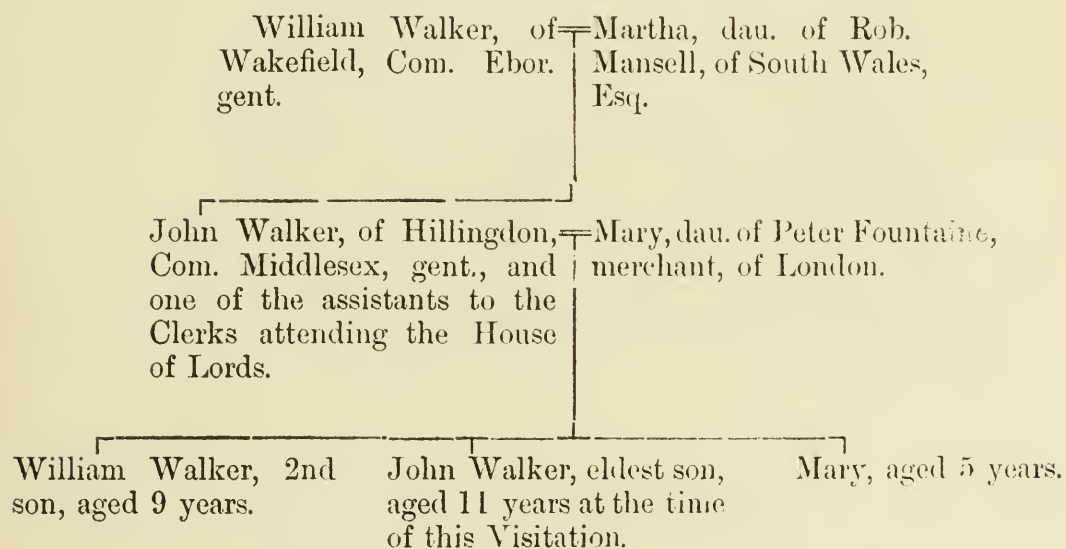 William Walker, of
Wakefield, Com. Ebor.
gent.
Martha, dau. of Rob.
Mansell, of South Wales,
Esq.
John Walker, of Hillingdon,
Com. Middlesex, gent., and
one of the assistants to the
Clerks attending the House
of Lords.
Mary, dau. of Peter Fountaine,
merchant, of London.
William Walker, 2nd
son, aged 9 years.
John Walker, eldest son,
aged 11 years at the time
of this Visitation.
Mary, aged 5 years.